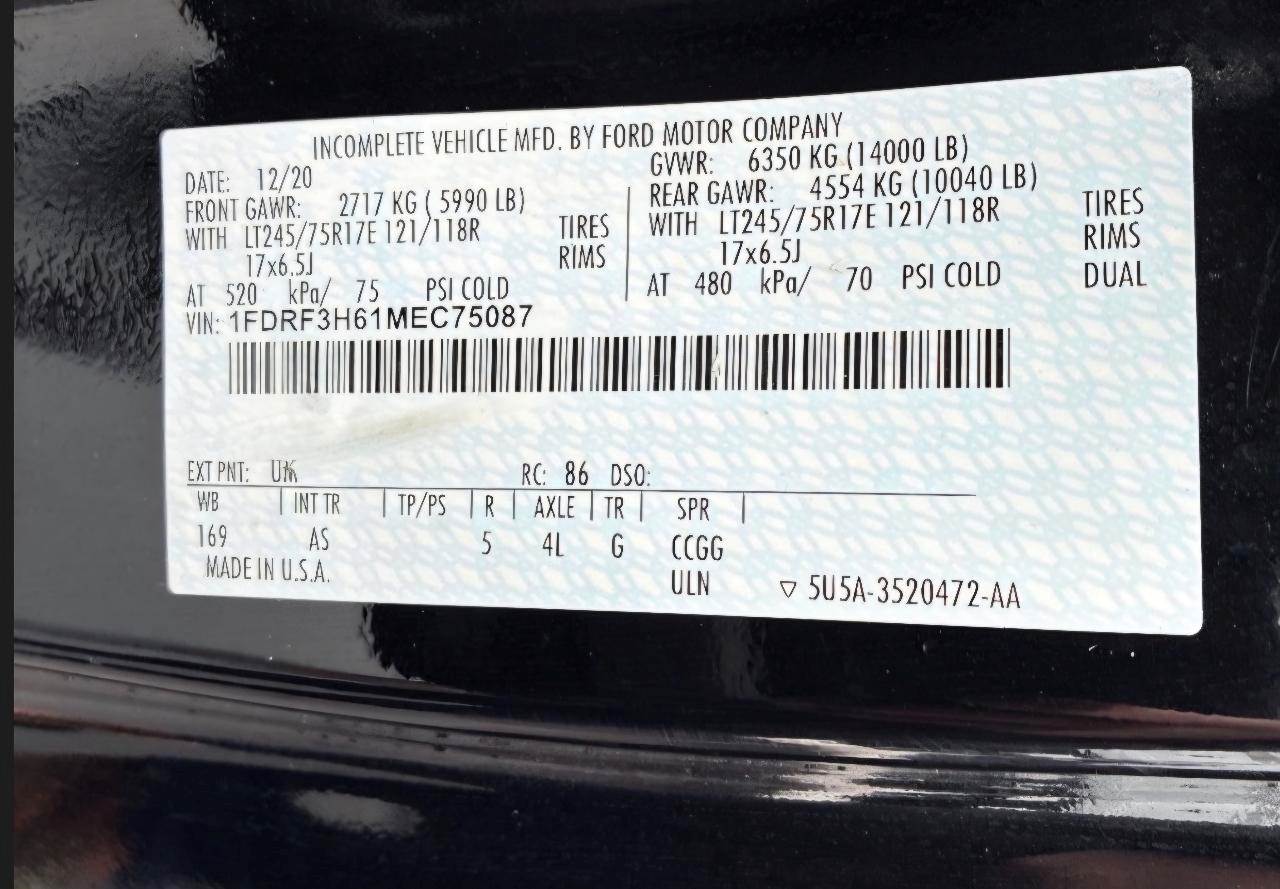 INCOMPLETE VEHICLE MFD. BY FORD MOTOR COMPANY
DATE: 12/20 GVWR: 6350 KG (14000 LB)
FRONT GAWR: 2717 KG ( 5990 LB) REAR GAWR: 4554 KG (10040 LB)
WITH LT245/75R17E 121/118R TIRES WITH LT245/75R17E 121/118R TIRES
17x6.5J RIMS 17x6.5J RIMS
AT 520 kPa/ 75 PSI COLD AT 480 kPa/ 70 PSI COLD DUAL
VIN: 1FDRF3H61MEC75087
EXT PNT: RC: 86 DSO:
WB INT TR TP/PS R AXLE TR SPR
169 AS 5 4L G CCGG
MADE IN U.S.A. ULN ▽ 5U5A-3520472-AA